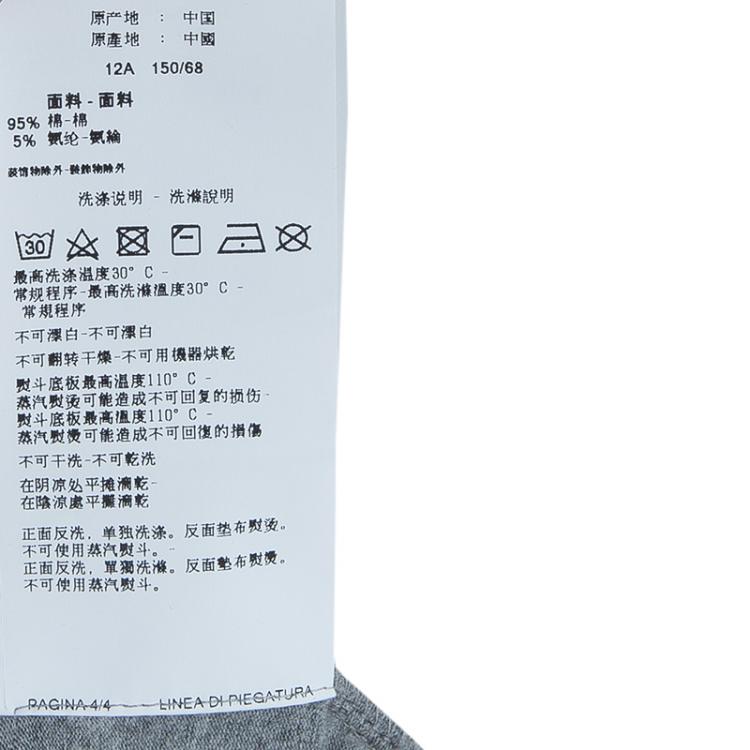 原产地 : 中国
原產地 : 中國
12A 150/68
面料 - 面料
95% 棉-棉
5% 氨纶-氨綸
装饰物除外-裝飾物除外
洗涤说明 - 洗滌說明
30
最高洗涤温度30° C -
常规程序-最高洗滌溫度30° C -
常規程序
不可漂白-不可漂白
不可翻转干燥-不可用機器烘乾
熨斗底板最高温度110° C -
蒸汽熨烫可能造成不可回复的损伤-
熨斗底板最高溫度110° C -
蒸汽熨燙可能造成不可回復的損傷
不可干洗-不可乾洗
在阴凉处平摊滴乾-
在陰涼處平攤滴乾
正面反洗, 单独洗涤。反面垫布熨烫。
不可使用蒸汽熨斗。-
正面反洗, 單獨洗滌。反面墊布熨燙。
不可使用蒸汽熨斗。
PAGINA 4/4 LINEA DI PIEGATURA